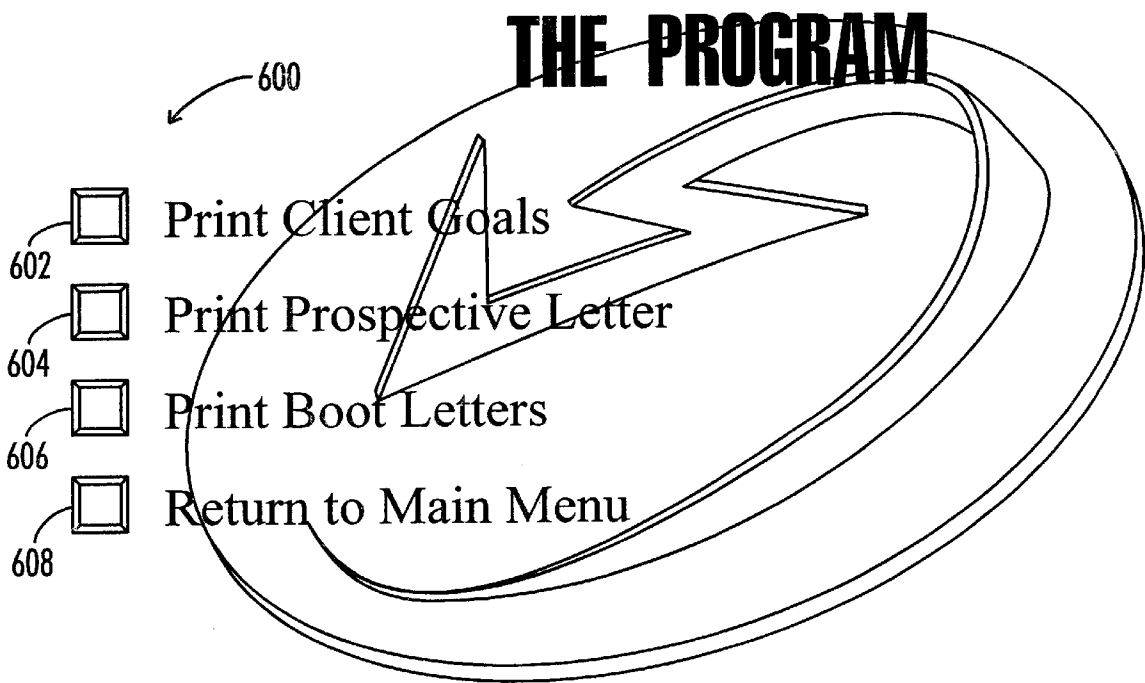 THE PROGRAM
600
Print Client Goals
602
Print Prospective Letter
604
Print Boot Letters
606
Return to Main Menu
608